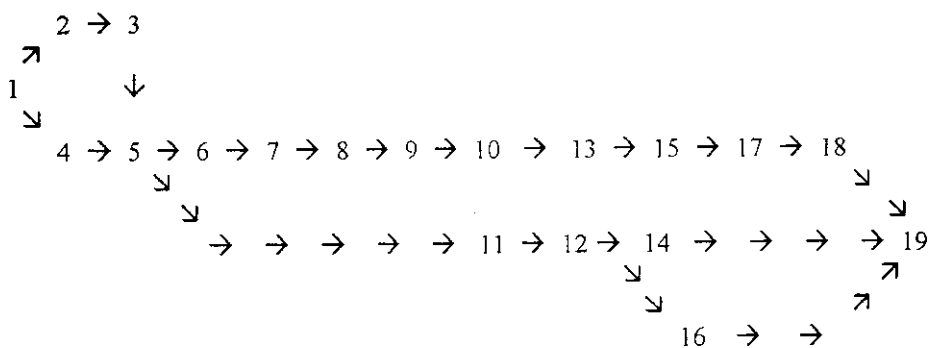 2 → 3
↗
1 ↓
↘
4 → 5 → 6 → 7 → 8 → 9 → 10 → 13 → 15 → 17 → 18
↘ ↘
↘ ↘
→ → → → → 11 → 12 → 14 → → → → 19
↘ ↗
↘ ↗
16 → →